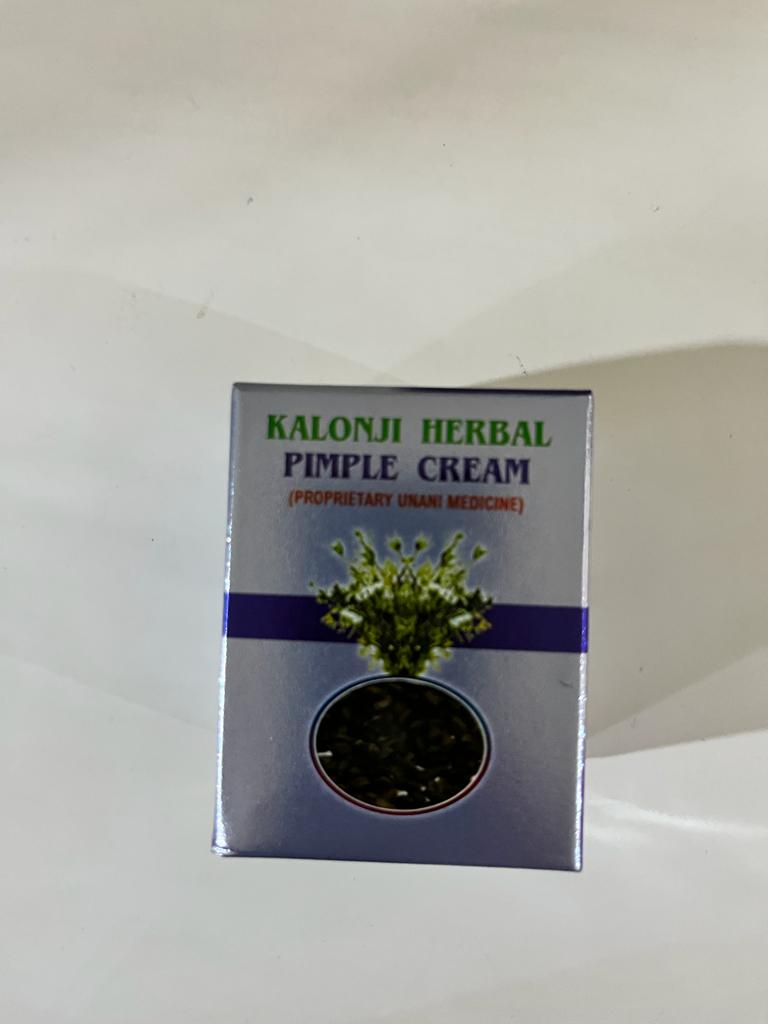 KALONJI HERBAL
PIMPLE CREAM
(PROPRIETARY UNANI MEDICINE)